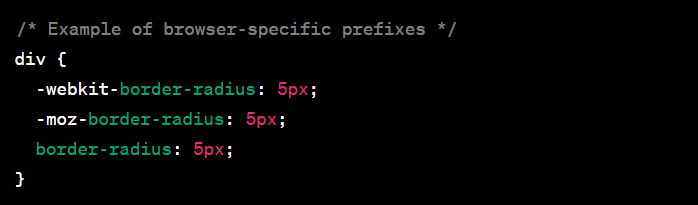 /* Example of browser-specific prefixes */
div {
  -webkit-border-radius: 5px;
  -moz-border-radius: 5px;
  border-radius: 5px;
}